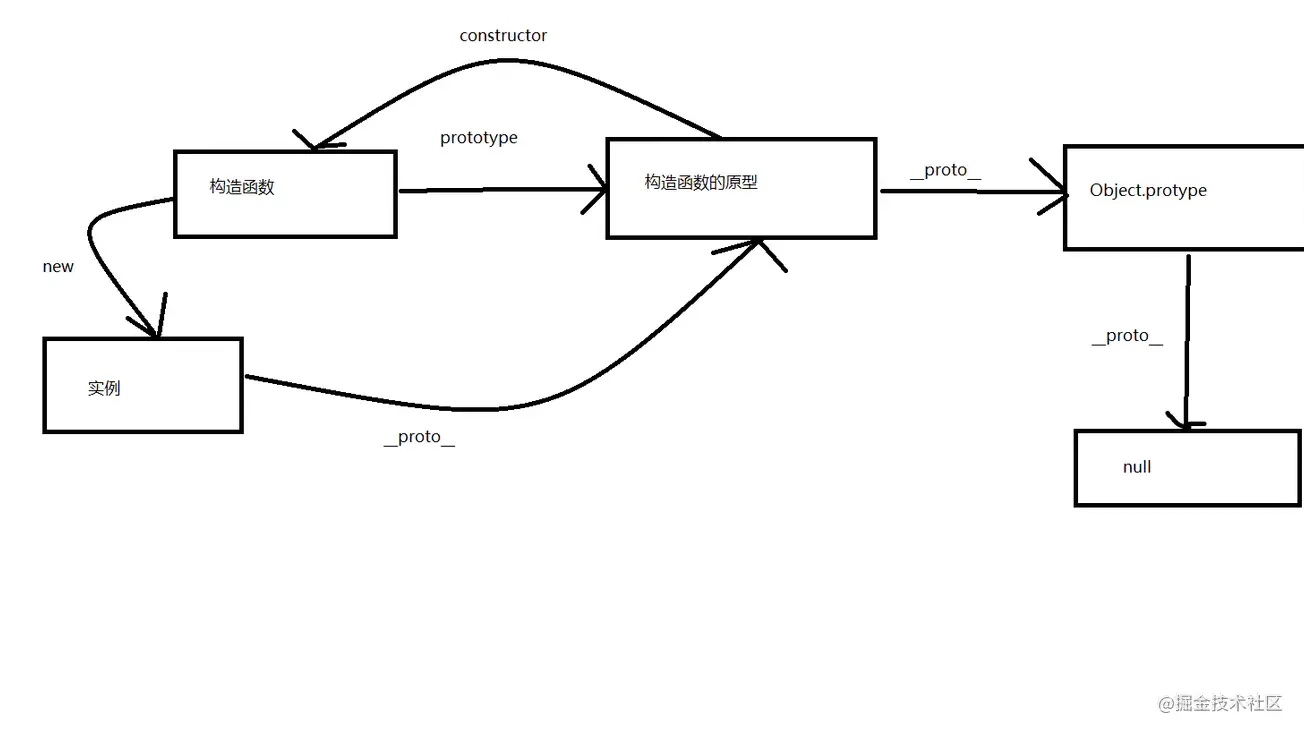 constructor
prototype
构造函数
构造函数的原型
__proto__
Object.protype
new
__proto__
实例
__proto__
null
@掘金技术社区